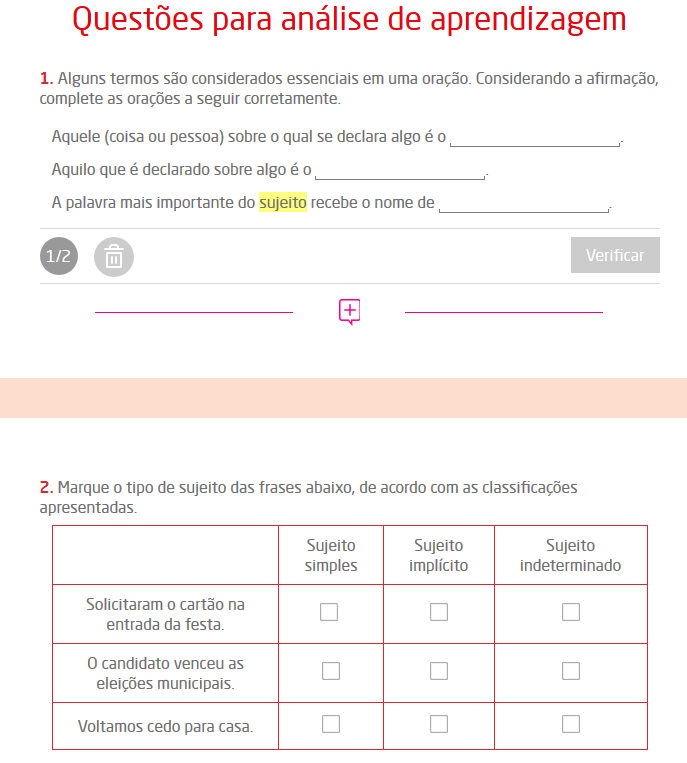 Questões para análise de aprendizagem
1. Alguns termos são considerados essenciais em uma oração. Considerando a afirmação,
complete as orações a seguir corretamente.
Aquele (coisa ou pessoa) sobre o qual se declara algo é o ____________________.
Aquilo que é declarado sobre algo é o ____________________.
A palavra mais importante do sujeito recebe o nome de ____________________.
1/2
Verificar
2. Marque o tipo de sujeito das frases abaixo, de acordo com as classificações
apresentadas.
Sujeito
simples
Sujeito
implícito
Sujeito
indeterminado
Solicitaram o cartão na
entrada da festa.
O candidato venceu as
eleições municipais.
Voltamos cedo para casa.